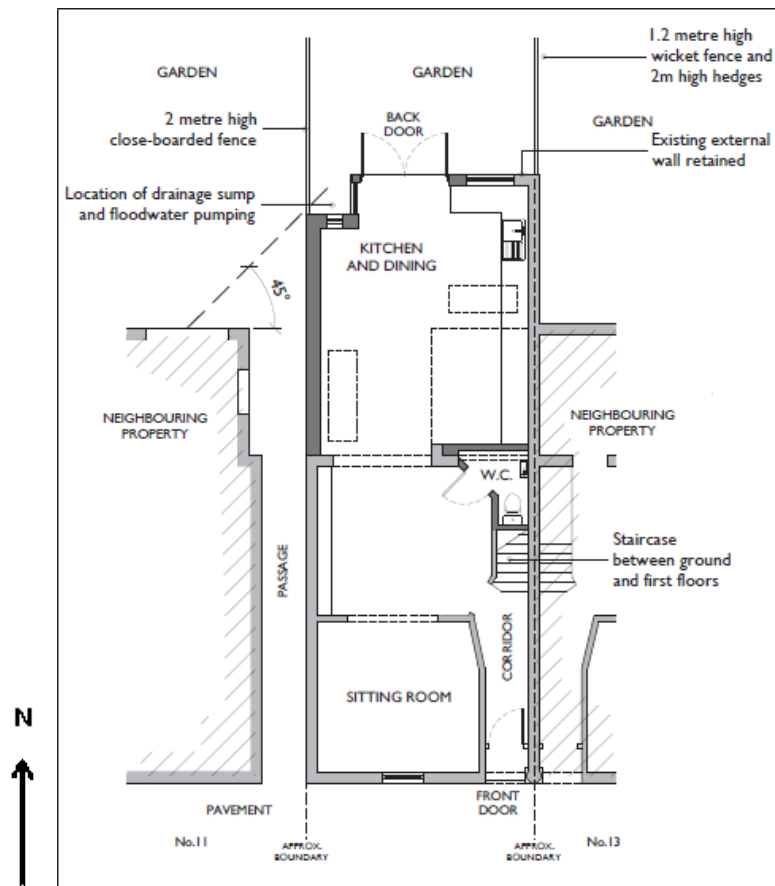 1.2 metre high
wicket fence and
2m high hedges
GARDEN
GARDEN
2 metre high
close-boarded fence
BACK
DOOR
GARDEN
Existing external
wall retained
Location of drainage sump
and floodwater pumping
KITCHEN
AND DINING
45°
NEIGHBOURING
PROPERTY
NEIGHBOURING
PROPERTY
W.C.
Staircase
between ground
and first floors
PASSAGE
CORRIDOR
SITTING ROOM
N
PAVEMENT
FRONT
DOOR
No.11
APPROX.
BOUNDARY
APPROX.
BOUNDARY
No.13